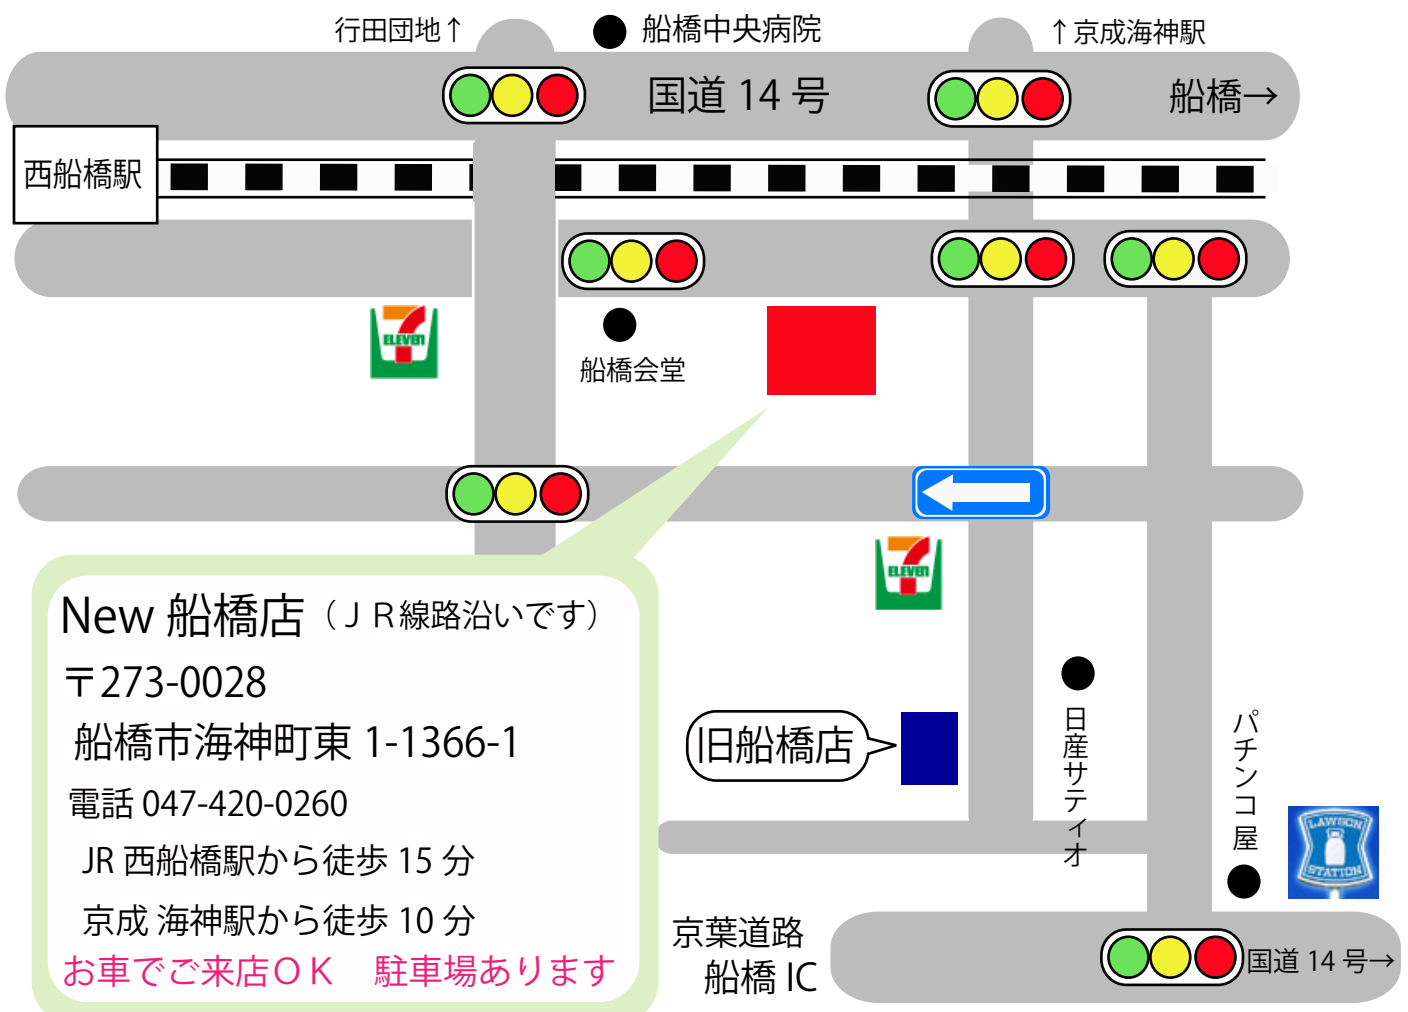 行田団地↑
船橋中央病院
↑京成海神駅
国道 14 号
船橋→
西船橋駅
ELEVEN
船橋会堂
ELEVEN
New 船橋店（ＪＲ線路沿いです）
〒273-0028
船橋市海神町東 1-1366-1
電話 047-420-0260
JR 西船橋駅から徒歩 15 分
京成 海神駅から徒歩 10 分
お車でご来店ＯＫ　駐車場あります
旧船橋店
日産サティオ
パチンコ屋
LAWSON
STATION
京葉道路
船橋 IC
国道 14 号→